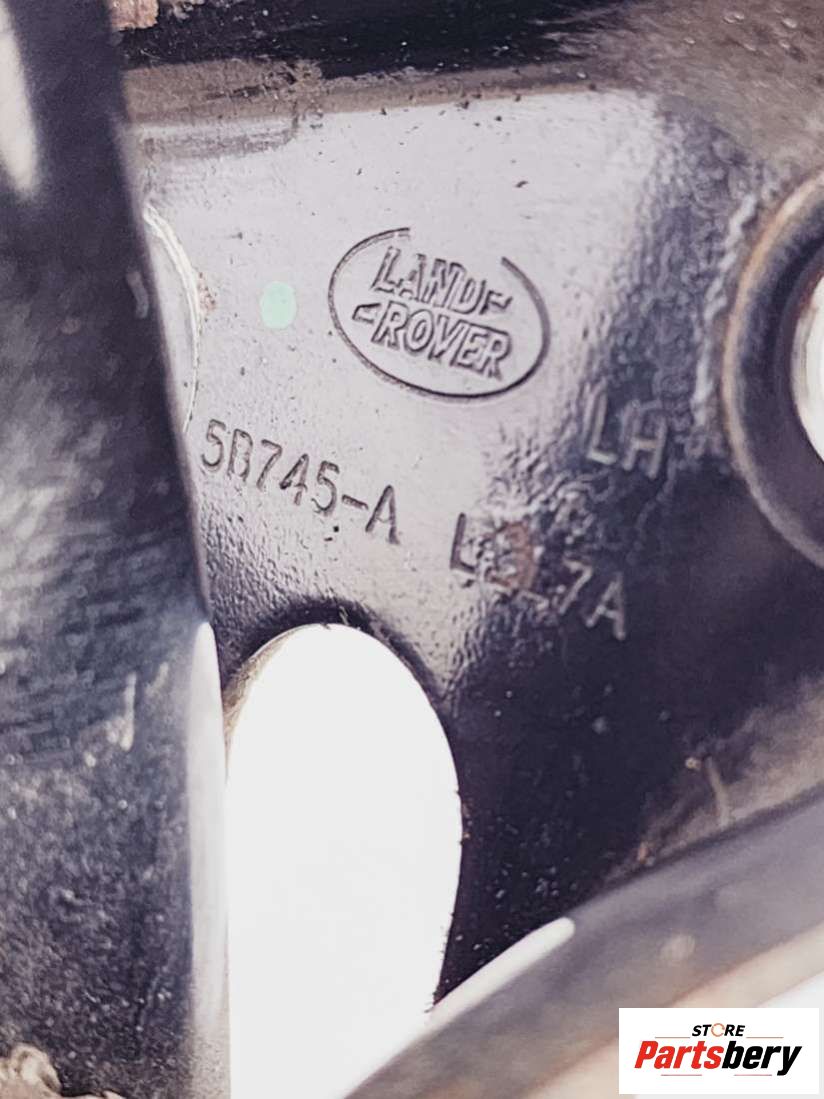 LAND-
-ROVER
LH
5B745-A
STORE
Partsbery